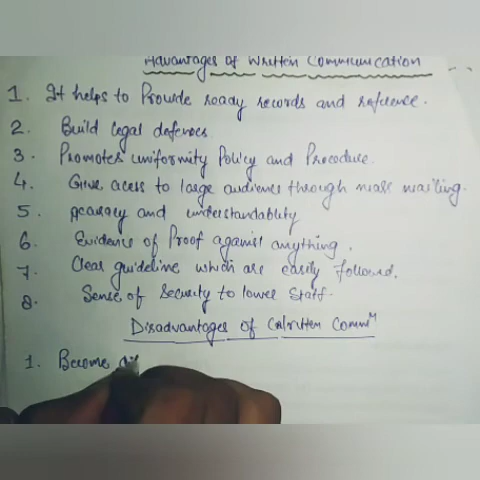 Advantages of Written Communication
1. It helps to Provide ready records and reference.
2. Build legal defences
3. Promotes uniformity Policy and Procedure.
4. Give acess to large audience through mass mailing.
5. Accuracy and understandability
6. Evidence of Proof against anything.
7. Clear guideline which are easily followed.
8. Sense of Security to lower Staff.
Disadvantages of Written Commⁿ
1. Become